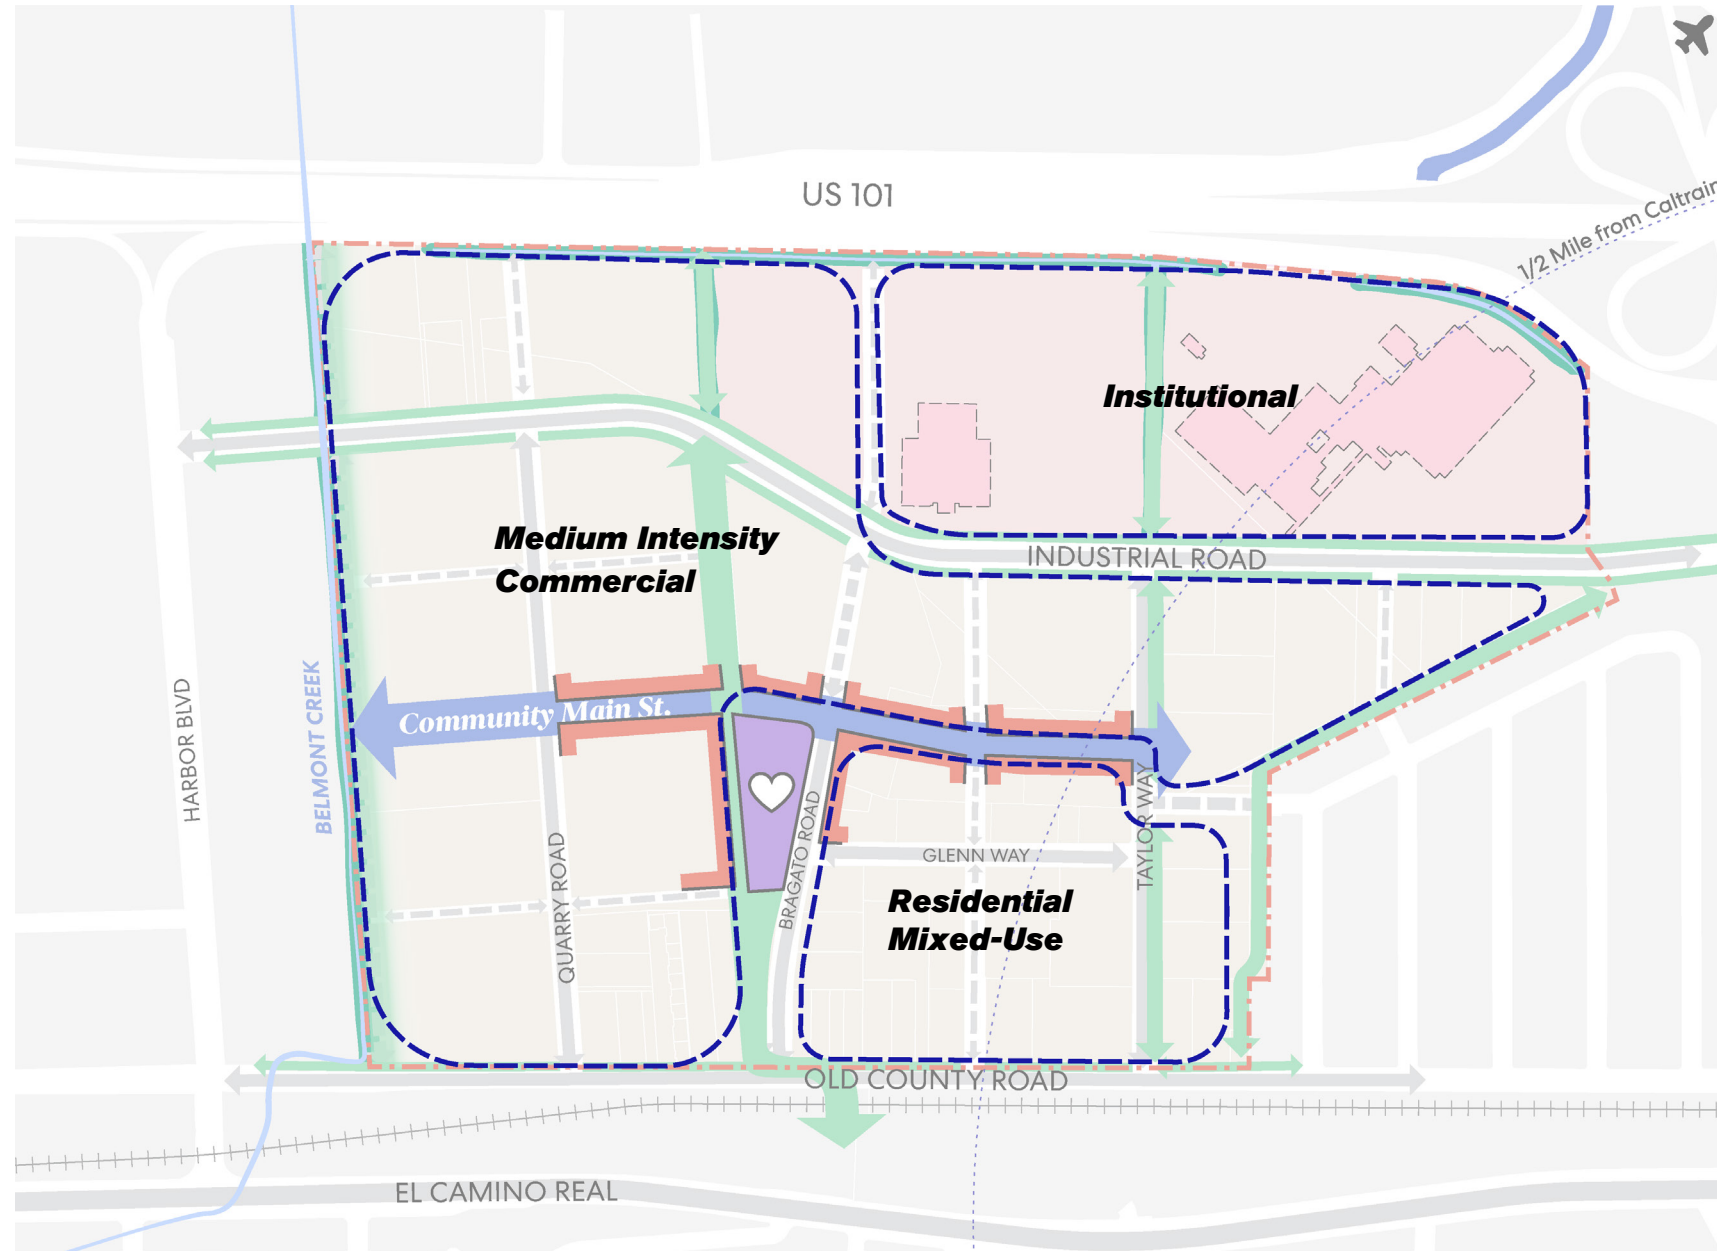 US 101
1/2 Mile from Caltrain
Institutional
Medium Intensity
Commercial
INDUSTRIAL ROAD
Community Main St.
HARBOR BLVD
BELMONT CREEK
QUARRY ROAD
BRAGATO ROAD
TAYLOR WAY
GLENN WAY
Residential
Mixed-Use
OLD COUNTY ROAD
EL CAMINO REAL